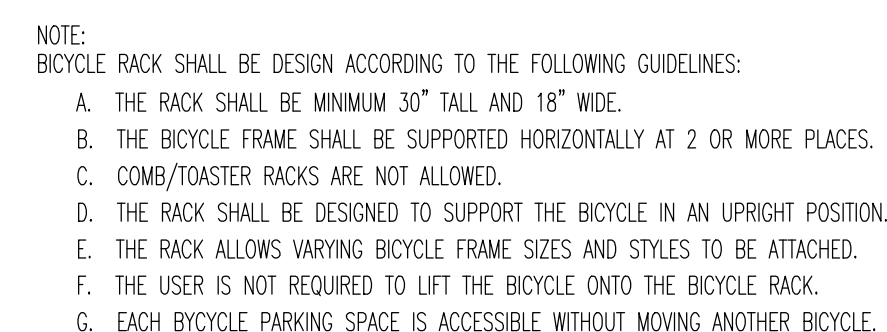 NOTE:
BICYCLE RACK SHALL BE DESIGN ACCORDING TO THE FOLLOWING GUIDELINES:
A. THE RACK SHALL BE MINIMUM 30" TALL AND 18" WIDE.
B. THE BICYCLE FRAME SHALL BE SUPPORTED HORIZONTALLY AT 2 OR MORE PLACES.
C. COMB/TOASTER RACKS ARE NOT ALLOWED.
D. THE RACK SHALL BE DESIGNED TO SUPPORT THE BICYCLE IN AN UPRIGHT POSITION.
E. THE RACK ALLOWS VARYING BICYCLE FRAME SIZES AND STYLES TO BE ATTACHED.
F. THE USER IS NOT REQUIRED TO LIFT THE BICYCLE ONTO THE BICYCLE RACK.
G. EACH BYCYCLE PARKING SPACE IS ACCESSIBLE WITHOUT MOVING ANOTHER BICYCLE.